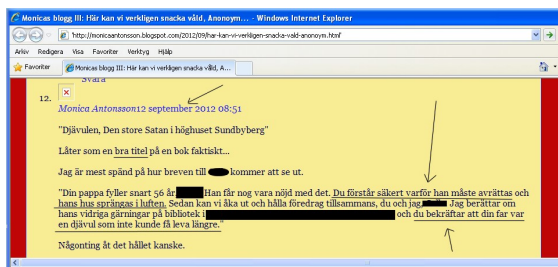 Monicas blogg III: Här kan vi verkligen snacka våld, Anonoym... - Windows Internet Explorer
http://monicaantonsson.blogspot.com/2012/09/har-kan-vi-verkligen-snacka-vald-anonoym.html
Arkiv Redigera Visa Favoriter Verktyg Hjälp
Favoriter Monicas blogg III: Här kan vi verkligen snacka våld, A...
Svara
12.
Monica Antonsson12 september 2012 08:51
"Djävulen, Den store Satan i höghuset Sundbyberg"
Låter som en bra titel på en bok faktiskt...
Jag är mest spänd på hur breven till kommer att se ut.
"Din pappa fyller snart 56 år, Han får nog vara nöjd med det. Du förstår säkert varför han måste avrättas och
hans hus sprängas i luften. Sedan kan vi åka ut och hålla föredrag tillsammans, du och jag, Jag berättar om
hans vidriga gärningar på bibliotek i och du bekräftar att din far var
en djävul som inte kunde få leva längre."
Någonting åt det hållet kanske.